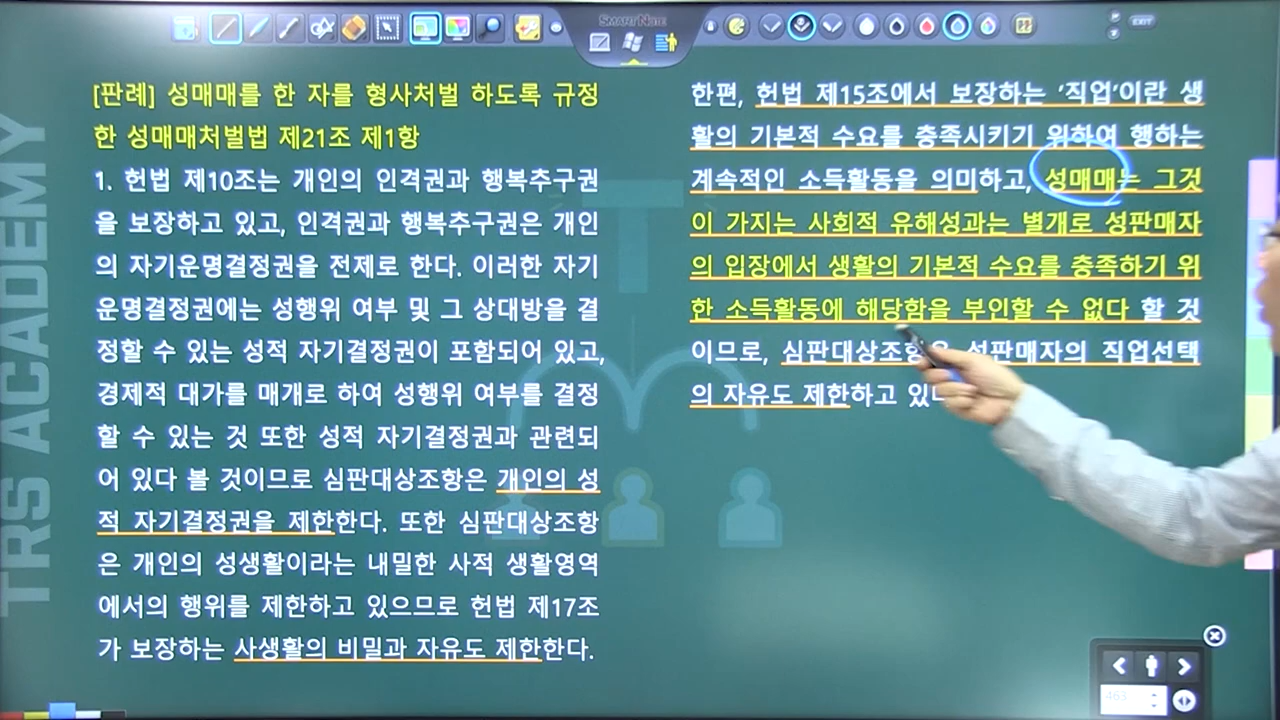 SMART NOTE
EXIT
[판례] 성매매를 한 자를 형사처벌 하도록 규정
한 성매매처벌법 제21조 제1항
1. 헌법 제10조는 개인의 인격권과 행복추구권
을 보장하고 있고, 인격권과 행복추구권은 개인
의 자기운명결정권을 전제로 한다. 이러한 자기
운명결정권에는 성행위 여부 및 그 상대방을 결
정할 수 있는 성적 자기결정권이 포함되어 있고,
경제적 대가를 매개로 하여 성행위 여부를 결정
할 수 있는 것 또한 성적 자기결정권과 관련되
어 있다 볼 것이므로 심판대상조항은 개인의 성
적 자기결정권을 제한한다. 또한 심판대상조항
은 개인의 성생활이라는 내밀한 사적 생활영역
에서의 행위를 제한하고 있으므로 헌법 제17조
가 보장하는 사생활의 비밀과 자유도 제한한다.
한편, 헌법 제15조에서 보장하는 '직업'이란 생
활의 기본적 수요를 충족시키기 위하여 행하는
계속적인 소득활동을 의미하고, 성매매는 그것
이 가지는 사회적 유해성과는 별개로 성판매자
의 입장에서 생활의 기본적 수요를 충족하기 위
한 소득활동에 해당함을 부인할 수 없다 할 것
이므로, 심판대상조항은 성판매자의 직업선택
의 자유도 제한하고 있다
TRS ACADEMY
463